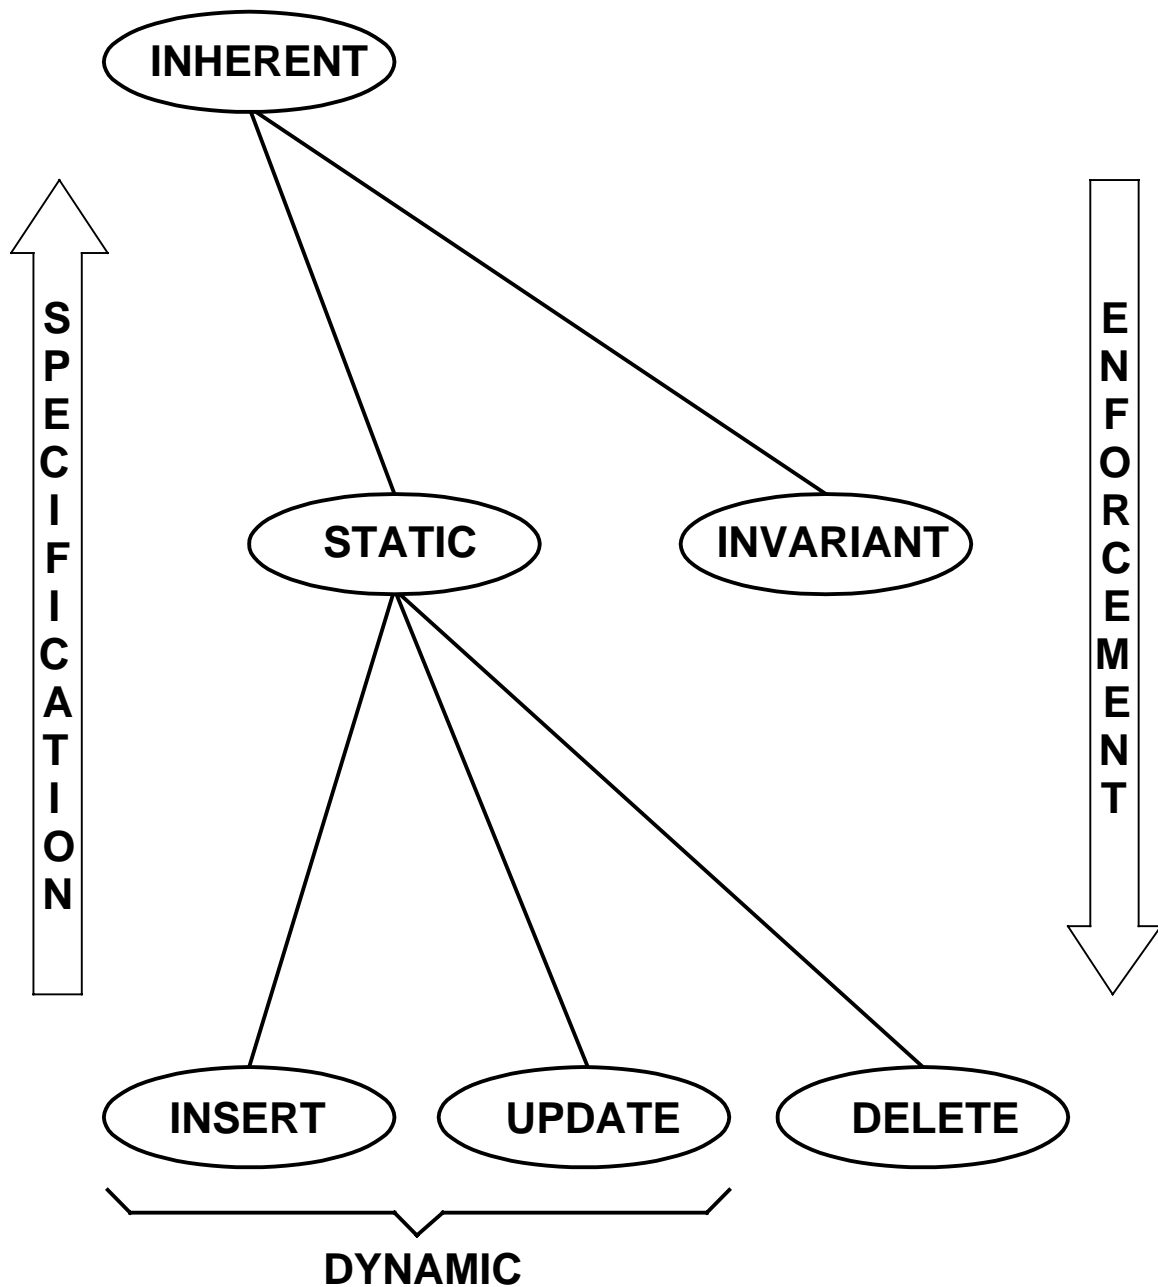 INHERENT
SPECIFICATION
ENFORCEMENT
STATIC
INVARIANT
INSERT
UPDATE
DELETE
DYNAMIC